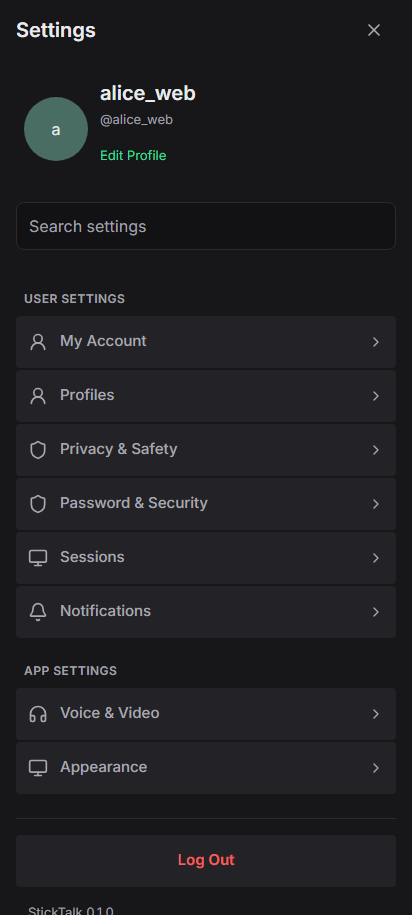 Settings
a
alice_web
@alice_web
Edit Profile
Search settings
USER SETTINGS
My Account
Profiles
Privacy & Safety
Password & Security
Sessions
Notifications
APP SETTINGS
Voice & Video
Appearance
Log Out
StickTalk 0.1.0